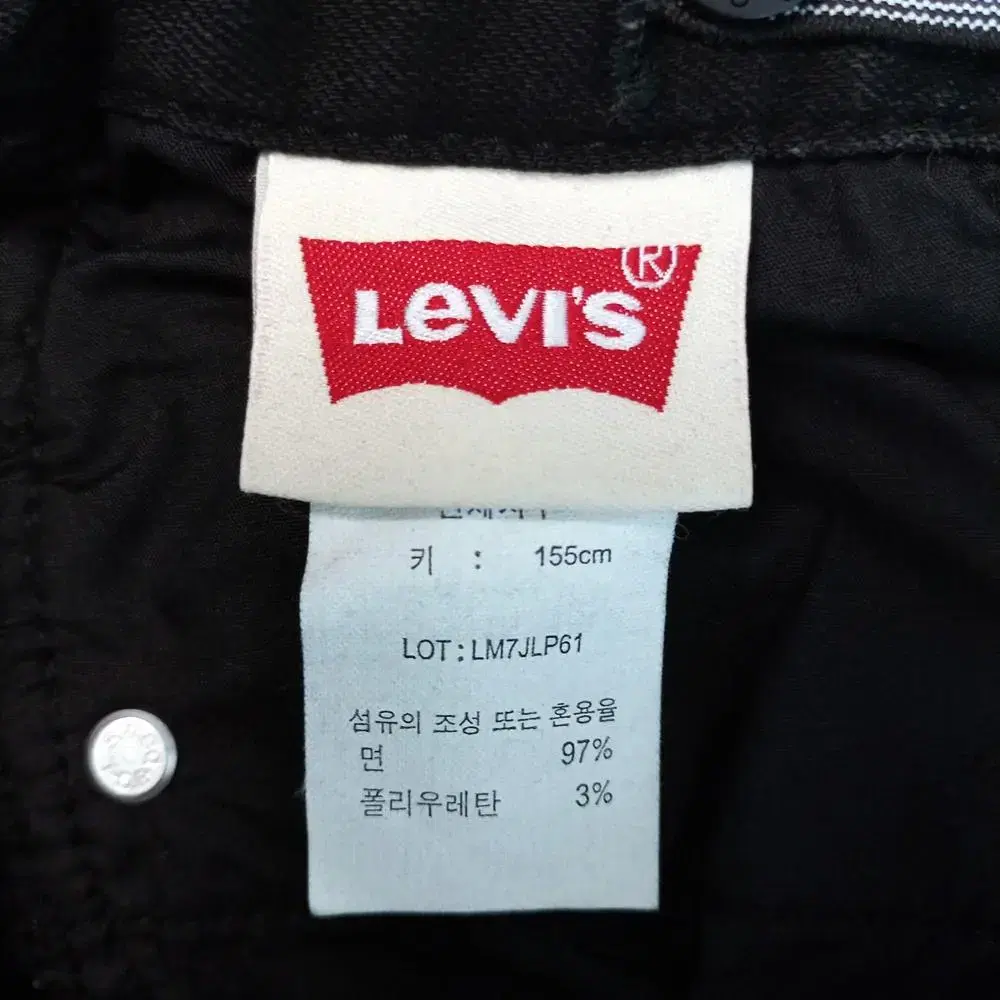 LEVI'S®
키 : 155cm
LOT : LM7JLP61
섬유의 조성 또는 혼용율
면 97%
폴리우레탄 3%